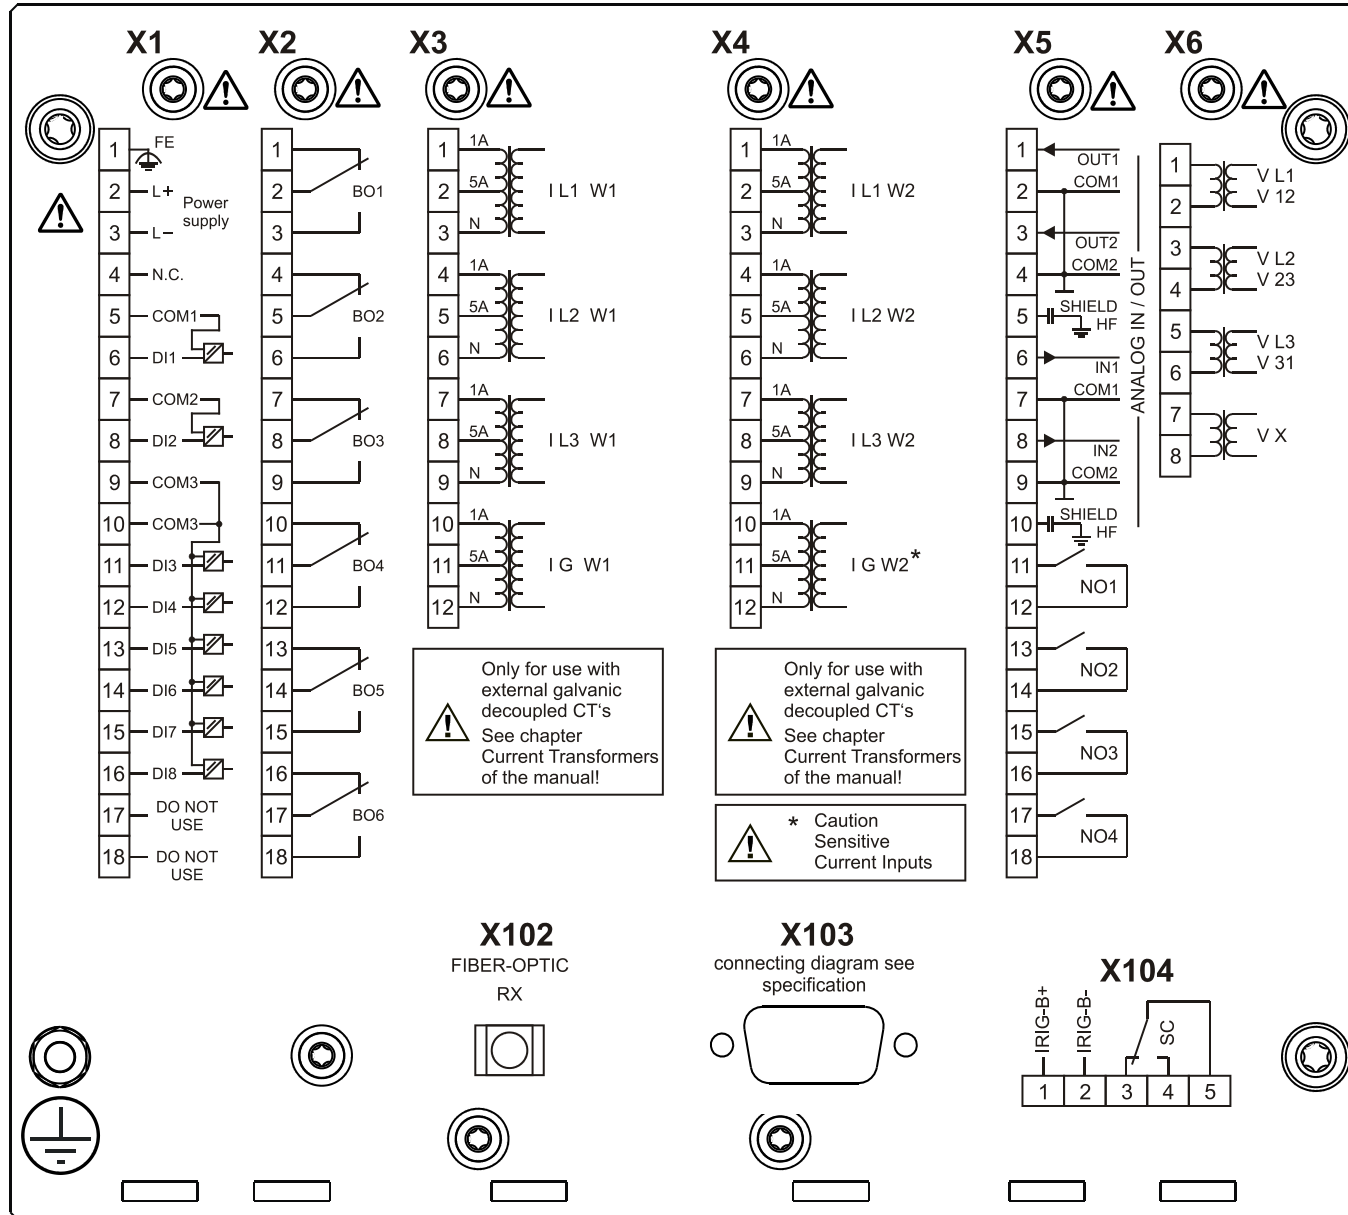 X1
X2
X3
X4
X5
X6
1 FE
2 L+
Power
supply
3 L–
4 N.C.
5 COM1
6 DI1
7 COM2
8 DI2
9 COM3
10 COM3
11 DI3
12 DI4
13 DI5
14 DI6
15 DI7
16 DI8
17 DO NOT
USE
18 DO NOT
USE
1
2 BO1
3
4
5 BO2
6
7
8 BO3
9
10
11 BO4
12
13
14 BO5
15
16
17 BO6
18
1 1A
2 5A I L1 W1
3 N
4 1A
5 5A I L2 W1
6 N
7 1A
8 5A I L3 W1
9 N
10 1A
11 5A I G W1
12 N
Only for use with
external galvanic
decoupled CT‘s
See chapter
Current Transformers
of the manual!
1 1A
2 5A I L1 W2
3 N
4 1A
5 5A I L2 W2
6 N
7 1A
8 5A I L3 W2
9 N
10 1A
11 5A I G W2*
12 N
Only for use with
external galvanic
decoupled CT‘s
See chapter
Current Transformers
of the manual!
* Caution
Sensitive
Current Inputs
1 OUT1
2 COM1
3 OUT2
4 COM2
5 SHIELD
HF
6 IN1
7 COM1
8 IN2
9 COM2
10 SHIELD
HF
ANALOG IN / OUT
11
NO1
12
13
NO2
14
15
NO3
16
17
NO4
18
1 V L1
2 V 12
3 V L2
4 V 23
5 V L3
6 V 31
7
V X
8
X102
FIBER-OPTIC
RX
X103
connecting diagram see
specification
X104
IRIG-B+
IRIG-B-
SC
1 2 3 4 5